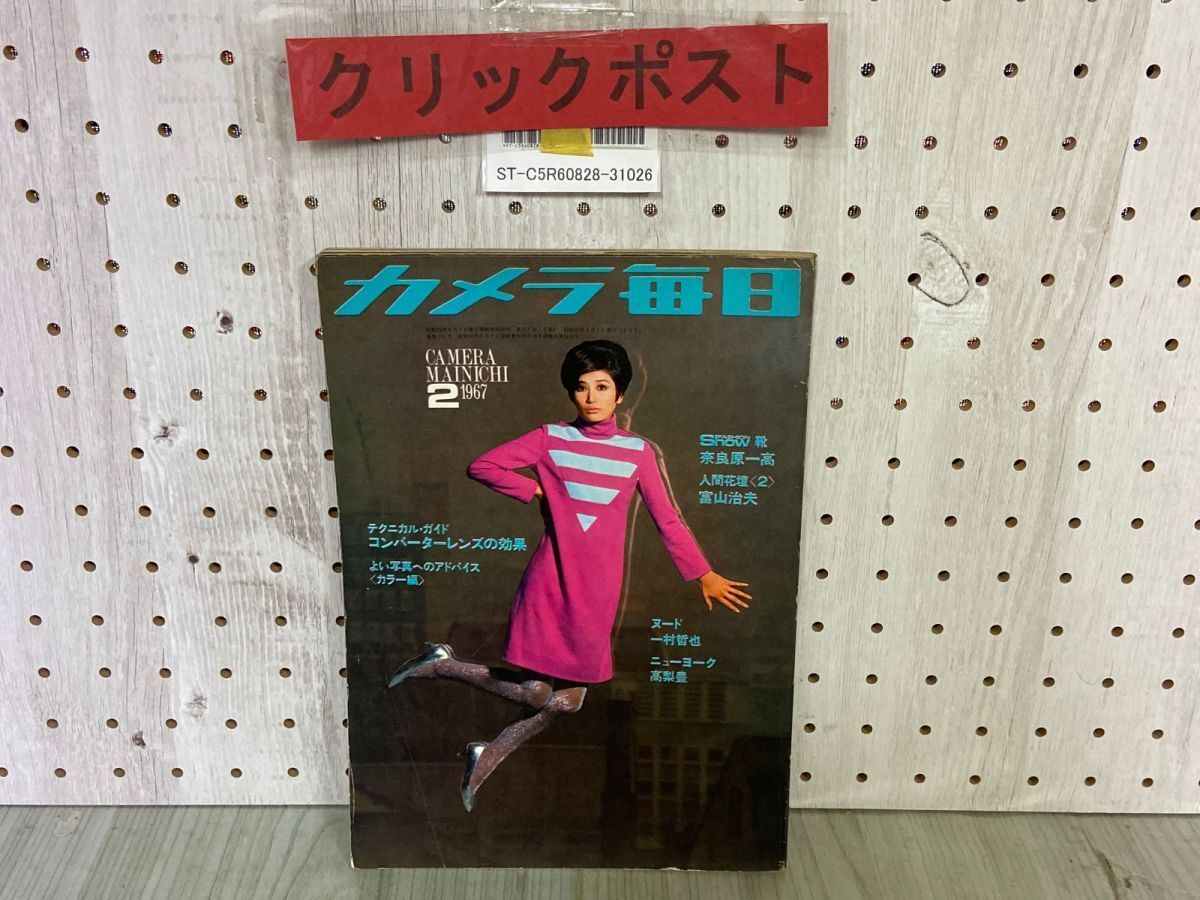 クリックポスト
ST-C5R60828-31026
カメラ毎日
CAMERA
MAINICHI
2 1967
FASHION
Show 靴
奈良原一高
人間花壇〈2〉
富山治夫
テクニカル・ガイド
コンバーターレンズの効果
よい写真へのアドバイス
〈カラー編〉
ヌード
一村哲也
ニューヨーク
高梨豊